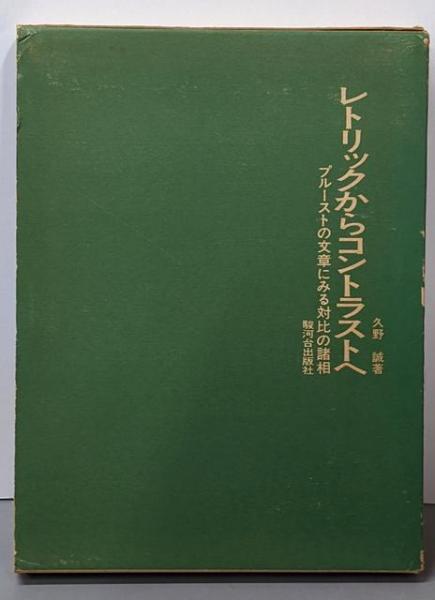 久野 誠著
レトリックからコントラストへ
プルーストの文章にみる対比の諸相
駿河台出版社